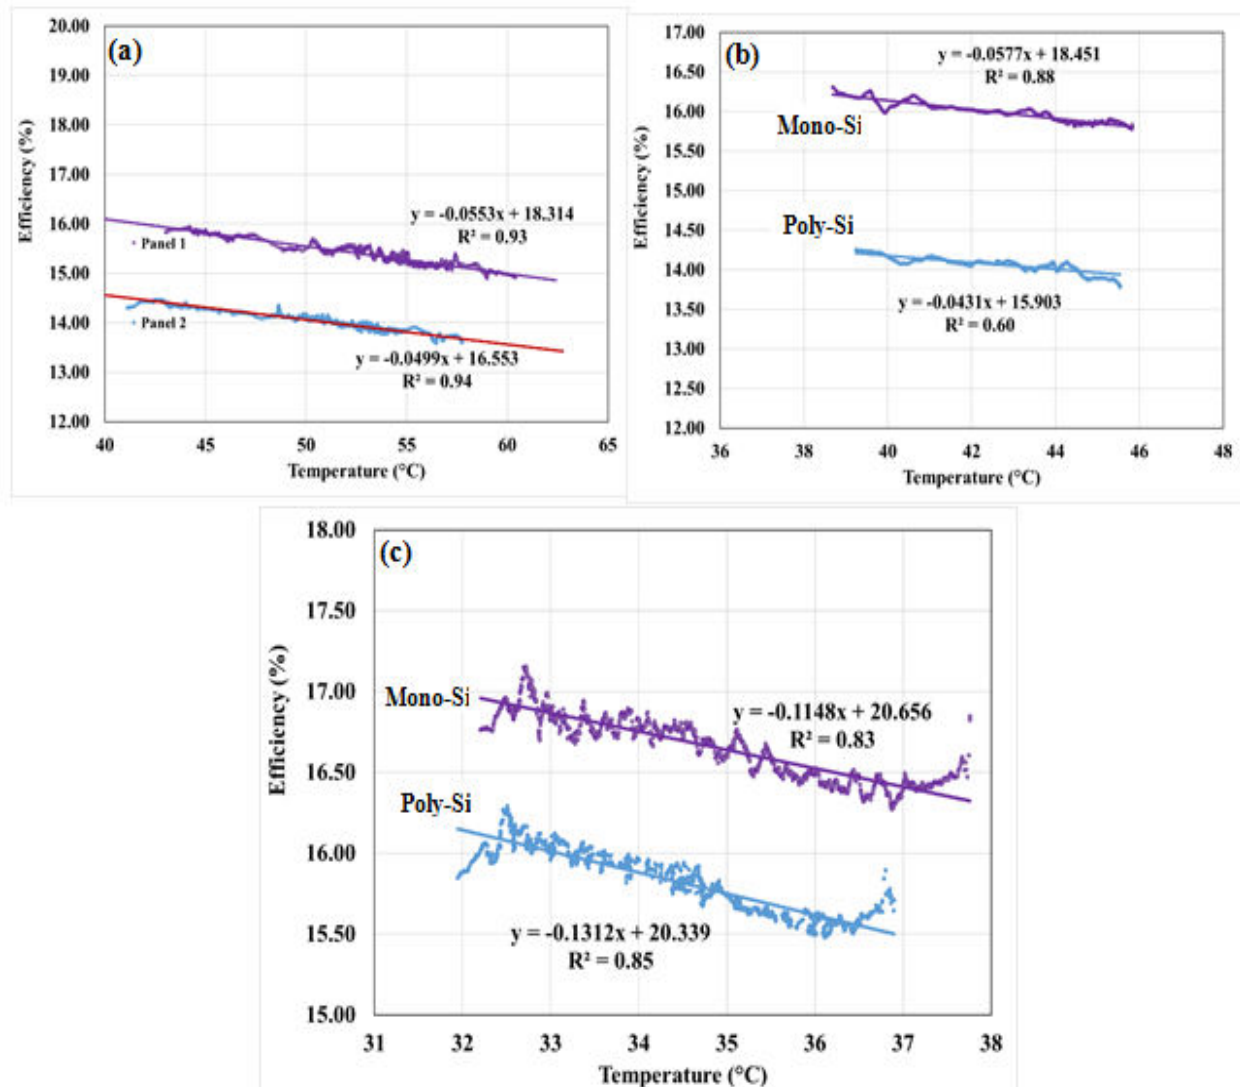 (a)
20.00
19.00
18.00
17.00
16.00
15.00
14.00
13.00
12.00
Efficiency (%)
y = -0.0553x + 18.314
R² = 0.93
Panel 1
Panel 2
y = -0.0499x + 16.553
R² = 0.94
40 45 50 55 60 65
Temperature (°C)
(b)
17.00
16.50
16.00
15.50
15.00
14.50
14.00
13.50
13.00
12.50
12.00
Efficiency (%)
y = -0.0577x + 18.451
R² = 0.88
Mono-Si
Poly-Si
y = -0.0431x + 15.903
R² = 0.60
36 38 40 42 44 46 48
Temperature (°C)
(c)
18.00
17.50
17.00
16.50
16.00
15.50
15.00
Efficiency (%)
Mono-Si
y = -0.1148x + 20.656
R² = 0.83
Poly-Si
y = -0.1312x + 20.339
R² = 0.85
31 32 33 34 35 36 37 38
Temperature (°C)